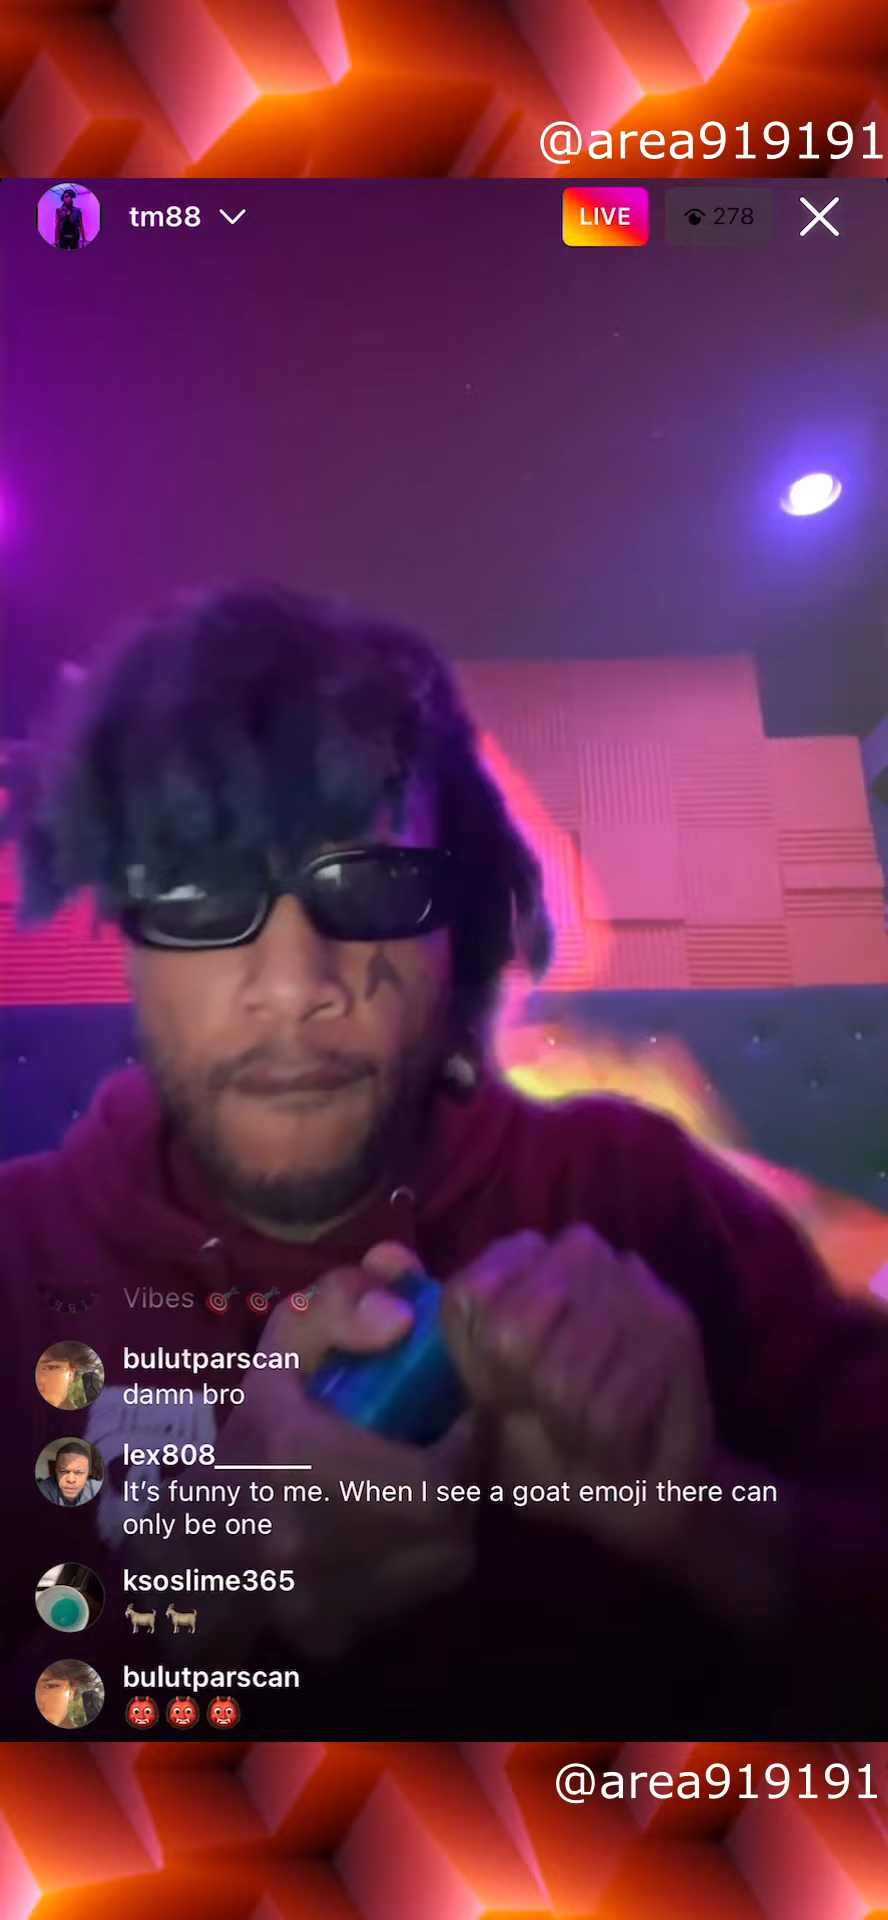 @area919191
tm88
LIVE
278
Vibes 🎯 🎯 🎯
bulutparscan
damn bro
lex808______
It’s funny to me. When I see a goat emoji there can
only be one
ksoslime365
🐐 🐐
bulutparscan
👹 👹 👹
@area919191